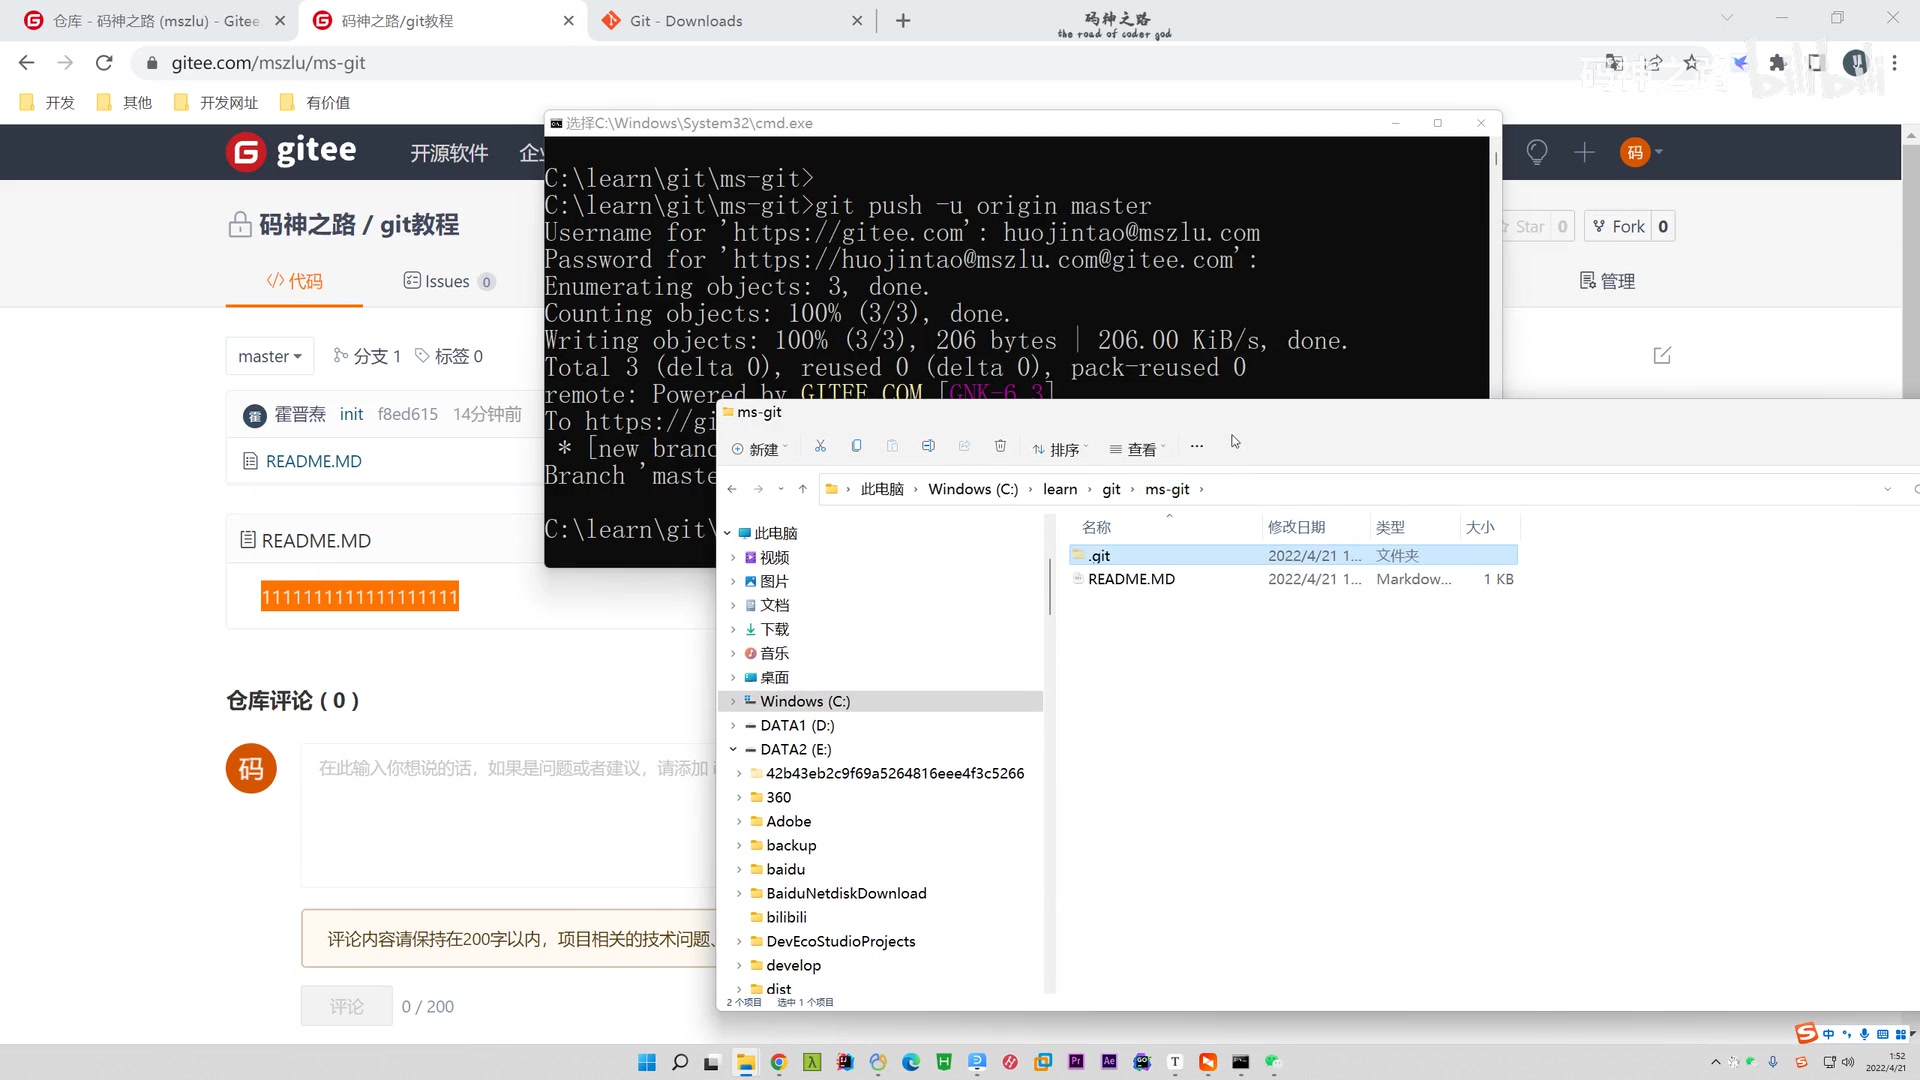 仓库 - 码神之路 (mszlu) - Gitee
码神之路/git教程
Git - Downloads
码神之路
the road of coder god
gitee.com/mszlu/ms-git
码神之路 bilibili
开发
其他
开发网址
有价值
gitee
开源软件
企业
码
码神之路 / git教程
Star 0
Fork 0
代码
Issues 0
管理
master
分支 1
标签 0
霍 霍晋焘 init f8ed615 14分钟前
README.MD
README.MD
111111111111111111
仓库评论 ( 0 )
码
在此输入你想说的话，如果是问题或者建议，请添加 i
评论内容请保持在200字以内，项目相关的技术问题、
评论
0 / 200
选择C:\Windows\System32\cmd.exe
C:\learn\git\ms-git>
C:\learn\git\ms-git>git push -u origin master
Username for 'https://gitee.com': huojintao@mszlu.com
Password for 'https://huojintao@mszlu.com@gitee.com':
Enumerating objects: 3, done.
Counting objects: 100% (3/3), done.
Writing objects: 100% (3/3), 206 bytes | 206.00 KiB/s, done.
Total 3 (delta 0), reused 0 (delta 0), pack-reused 0
remote: Powered by GITEE.COM [GNK-6.3]
To https://gi
* [new branc
Branch 'maste
C:\learn\git\
ms-git
新建
排序
查看
此电脑 › Windows (C:) › learn › git › ms-git ›
名称 修改日期 类型 大小
.git 2022/4/21 1... 文件夹
README.MD 2022/4/21 1... Markdow... 1 KB
此电脑
视频
图片
文档
下载
音乐
桌面
Windows (C:)
DATA1 (D:)
DATA2 (E:)
42b43eb2c9f69a5264816eee4f3c5266
360
Adobe
backup
baidu
BaiduNetdiskDownload
bilibili
DevEcoStudioProjects
develop
dist
2 个项目 选中 1 个项目
中
1:52
2022/4/21